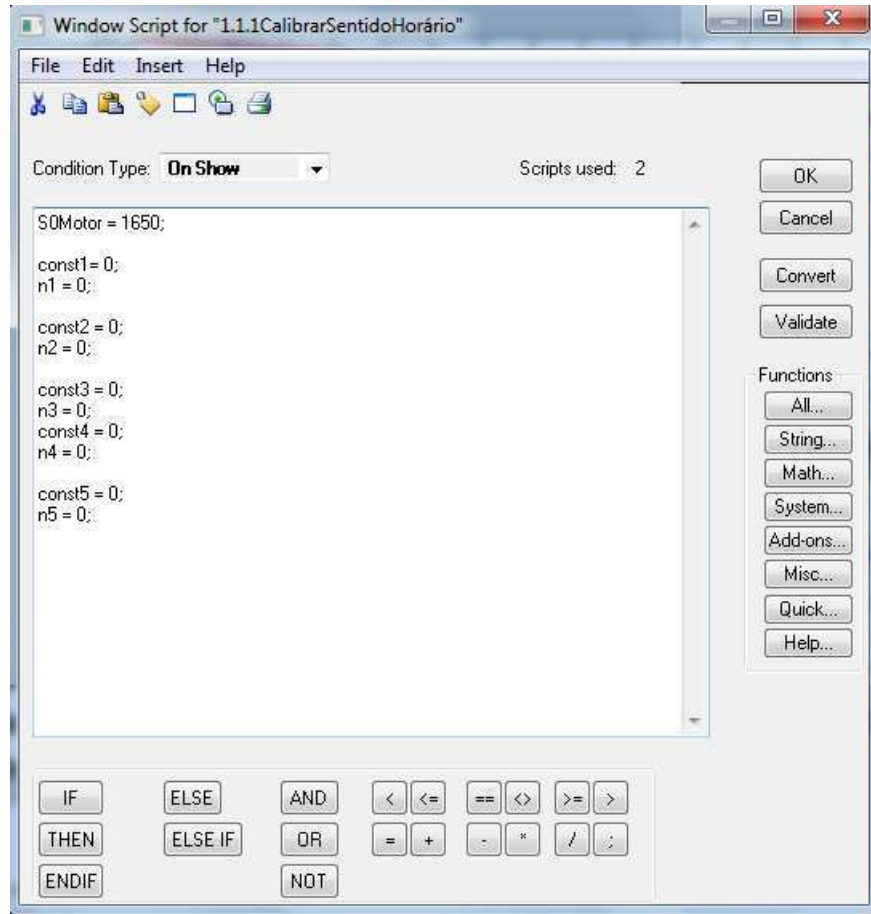 Window Script for "1.1.1CalibrarSentidoHorário"
File Edit Insert Help
Condition Type: On Show Scripts used: 2
OK
Cancel
Convert
Validate
S0Motor = 1650;
const1= 0;
n1 = 0;
const2 = 0;
n2 = 0;
const3 = 0;
n3 = 0;
const4 = 0;
n4 = 0;
const5 = 0;
n5 = 0;
Functions
All...
String...
Math...
System...
Add-ons...
Misc...
Quick...
Help...
IF ELSE AND < <= == <> >= >
THEN ELSE IF OR = + - * / ;
ENDIF NOT